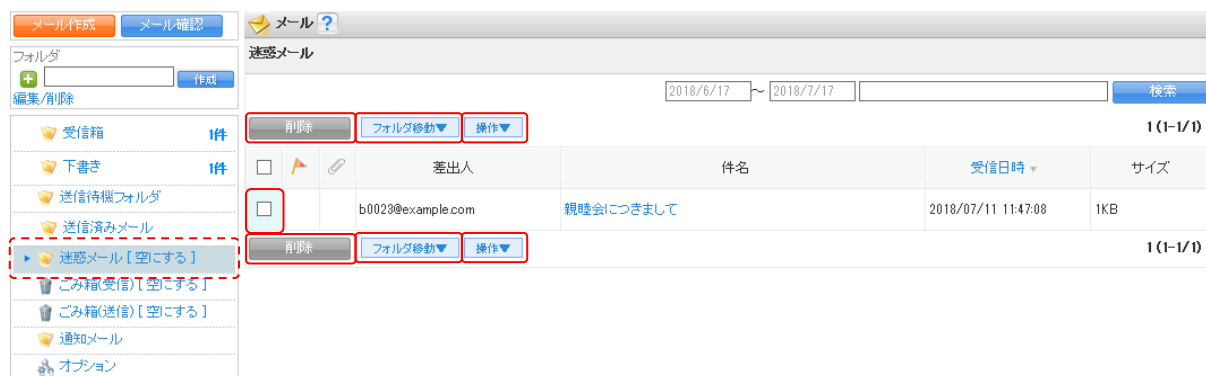 メール作成 メール確認
フォルダ
作成
編集/削除
受信箱 1件
下書き 1件
送信待機フォルダ
送信済みメール
迷惑メール [ 空にする ]
ごみ箱(受信) [ 空にする ]
ごみ箱(送信) [ 空にする ]
通知メール
オプション
メール ?
迷惑メール
2018/6/17 ～ 2018/7/17 検索
削除 フォルダ移動▼ 操作▼ 1 (1-1/1)
差出人 件名 受信日時 ▼ サイズ
b0023@example.com 親睦会につきまして 2018/07/11 11:47:08 1KB
削除 フォルダ移動▼ 操作▼ 1 (1-1/1)